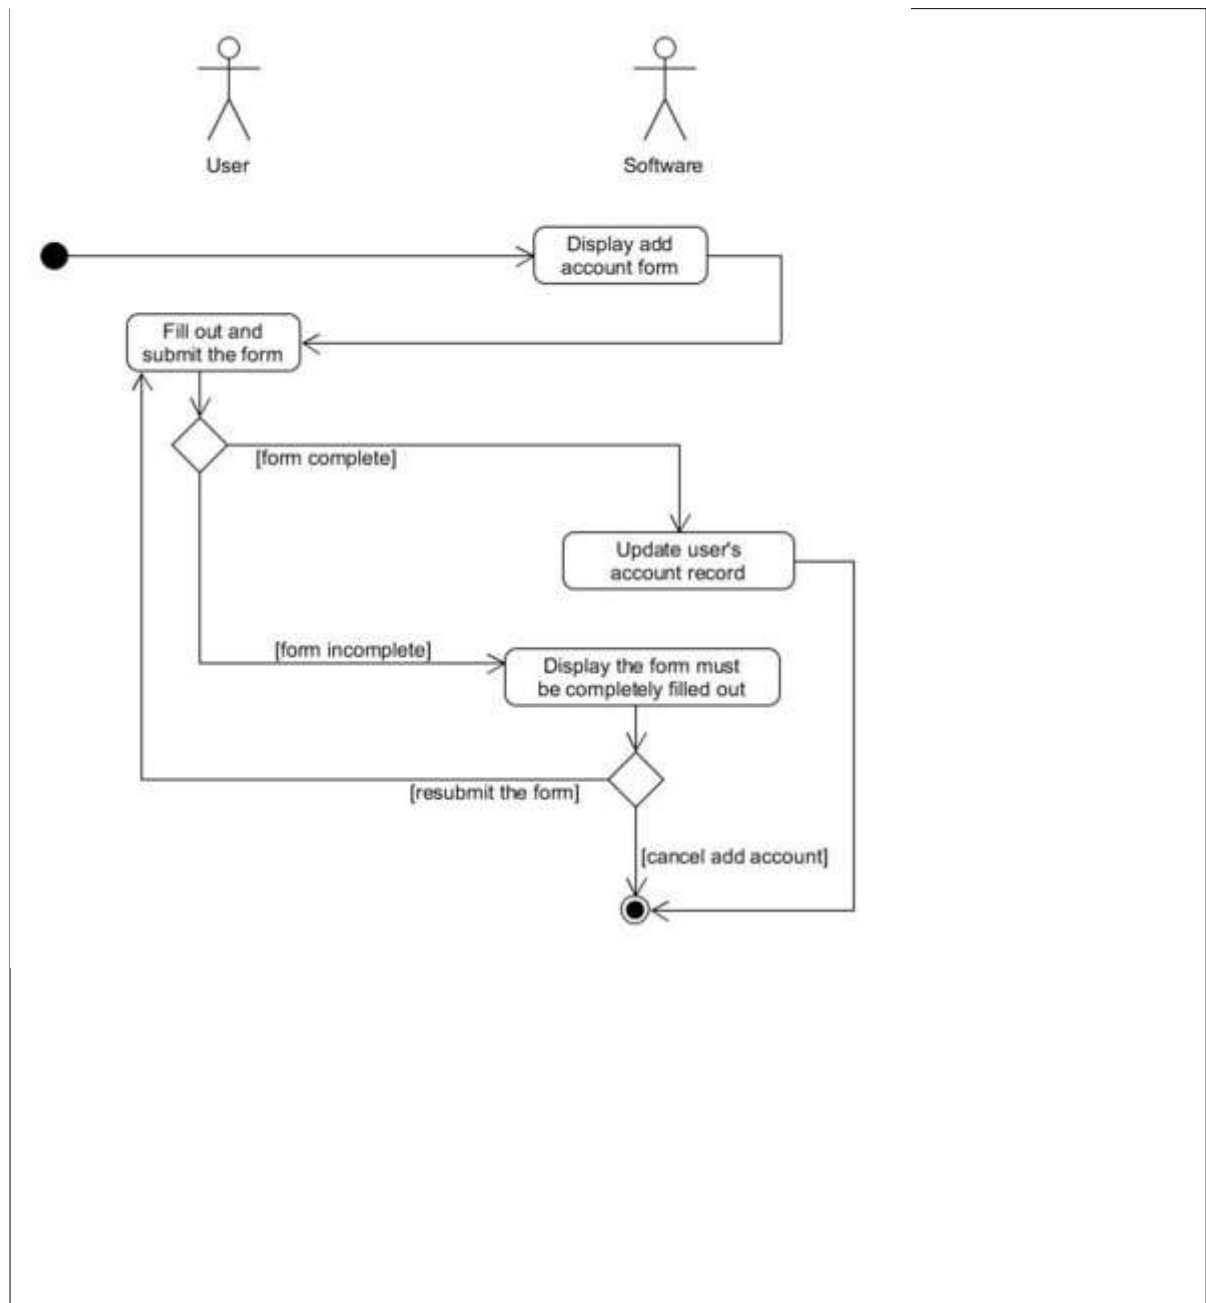 User
Software
Display add
account form
Fill out and
submit the form
[form complete]
Update user's
account record
[form incomplete]
Display the form must
be completely filled out
[resubmit the form]
[cancel add account]